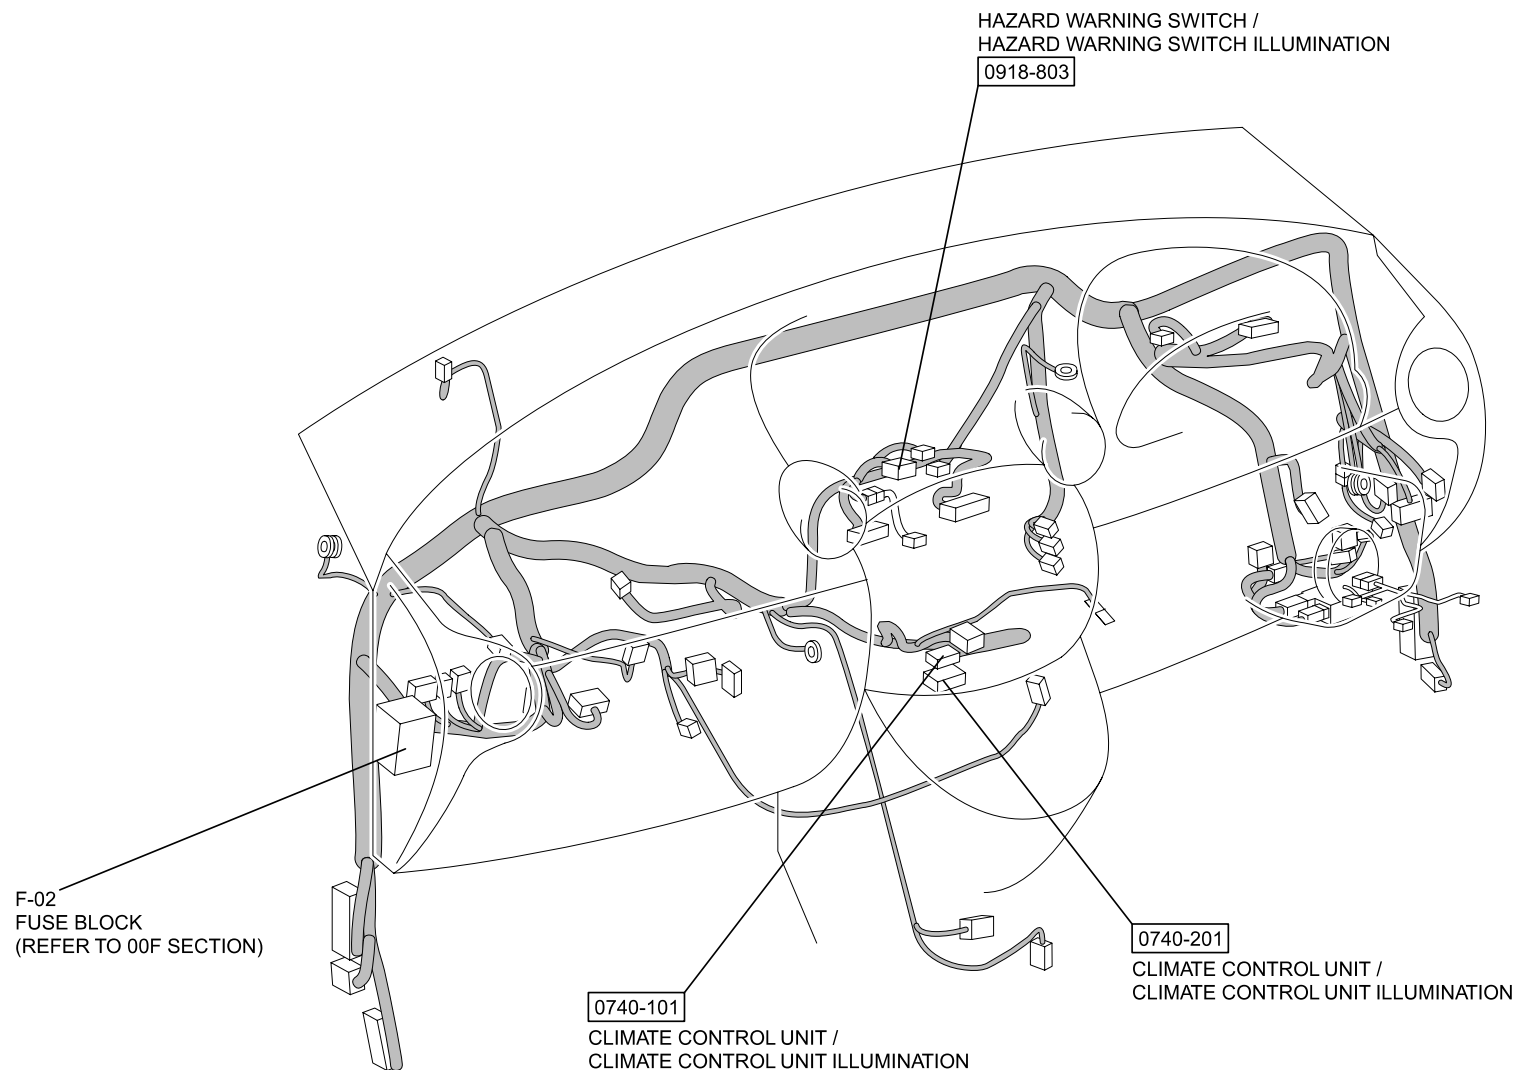 HAZARD WARNING SWITCH /
HAZARD WARNING SWITCH ILLUMINATION
0918-803
F-02
FUSE BLOCK
(REFER TO 00F SECTION)
0740-201
CLIMATE CONTROL UNIT /
CLIMATE CONTROL UNIT ILLUMINATION
0740-101
CLIMATE CONTROL UNIT /
CLIMATE CONTROL UNIT ILLUMINATION